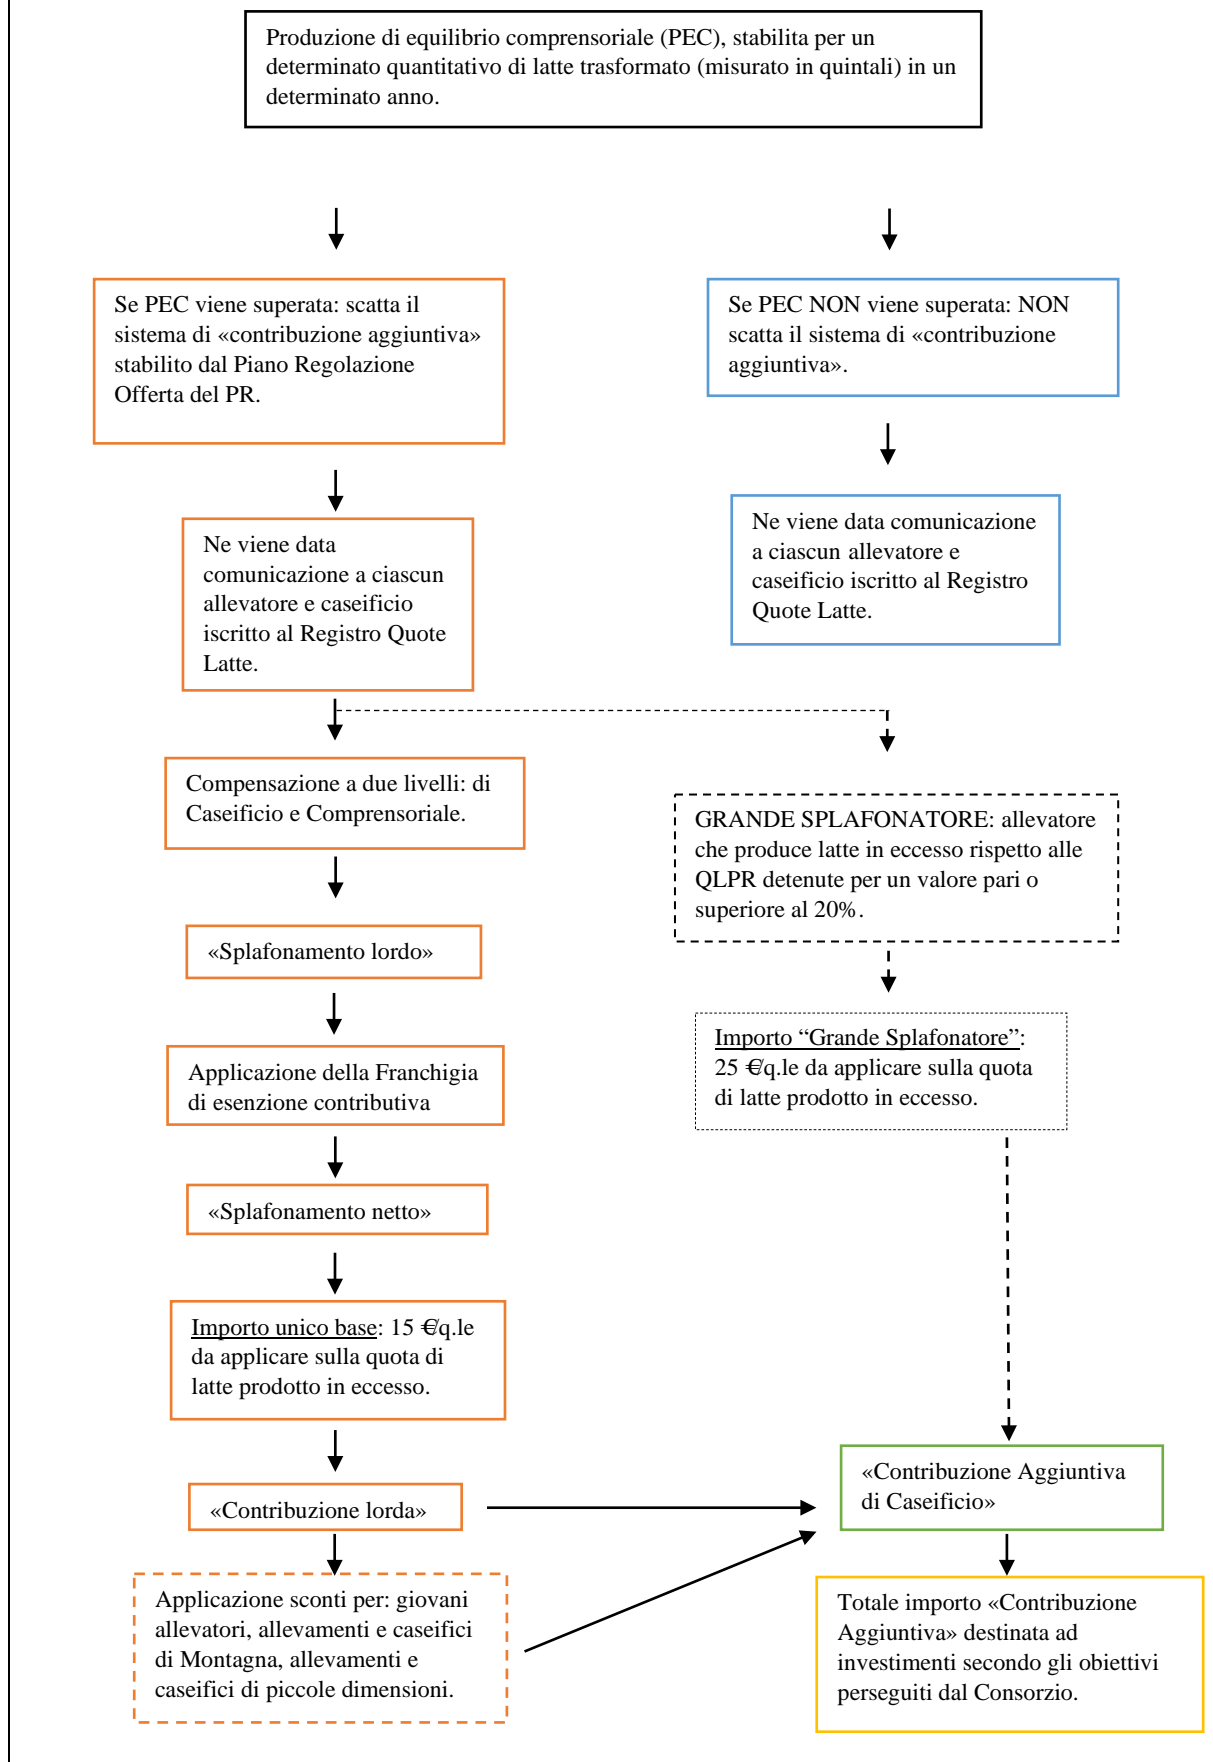 Produzione di equilibrio comprensoriale (PEC), stabilita per un
determinato quantitativo di latte trasformato (misurato in quintali) in un
determinato anno.
Se PEC viene superata: scatta il
sistema di «contribuzione aggiuntiva»
stabilito dal Piano Regolazione
Offerta del PR.
Se PEC NON viene superata: NON
scatta il sistema di «contribuzione
aggiuntiva».
Ne viene data
comunicazione a ciascun
allevatore e caseificio
iscritto al Registro Quote
Latte.
Ne viene data comunicazione
a ciascun allevatore e
caseificio iscritto al Registro
Quote Latte.
Compensazione a due livelli: di
Caseificio e Comprensoriale.
GRANDE SPLAFONATORE: allevatore
che produce latte in eccesso rispetto alle
QLPR detenute per un valore pari o
superiore al 20%.
«Splafonamento lordo»
Importo “Grande Splafonatore”:
25 €/q.le da applicare sulla quota
di latte prodotto in eccesso.
Applicazione della Franchigia
di esenzione contributiva
«Splafonamento netto»
Importo unico base: 15 €/q.le
da applicare sulla quota di
latte prodotto in eccesso.
«Contribuzione lorda»
«Contribuzione Aggiuntiva
di Caseificio»
Applicazione sconti per: giovani
allevatori, allevamenti e caseifici
di Montagna, allevamenti e
caseifici di piccole dimensioni.
Totale importo «Contribuzione
Aggiuntiva» destinata ad
investimenti secondo gli obiettivi
perseguiti dal Consorzio.